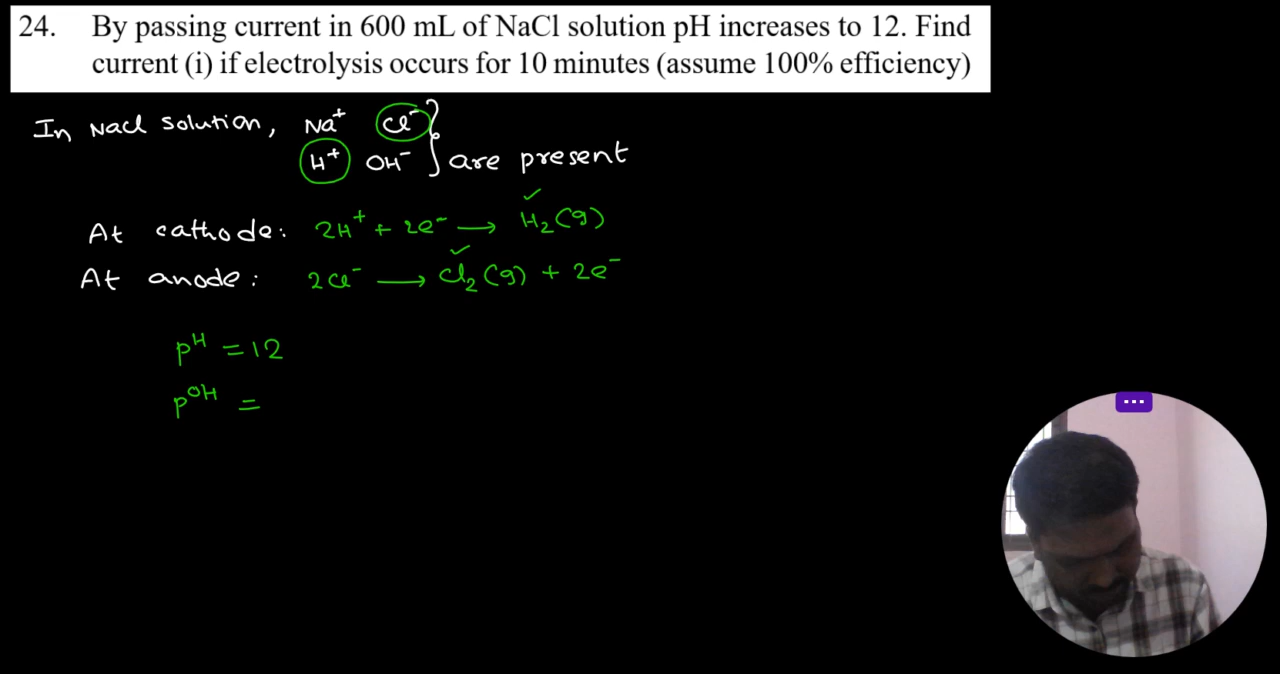 24. By passing current in 600 mL of NaCl solution pH increases to 12. Find
current (i) if electrolysis occurs for 10 minutes (assume 100% efficiency)
In Nacl solution, Na⁺ Cl⁻
H⁺ OH⁻ } are present
At cathode: 2H⁺ + 2e⁻ → H₂(g)
At anode: 2Cl⁻ → Cl₂(g) + 2e⁻
pH = 12
pOH =